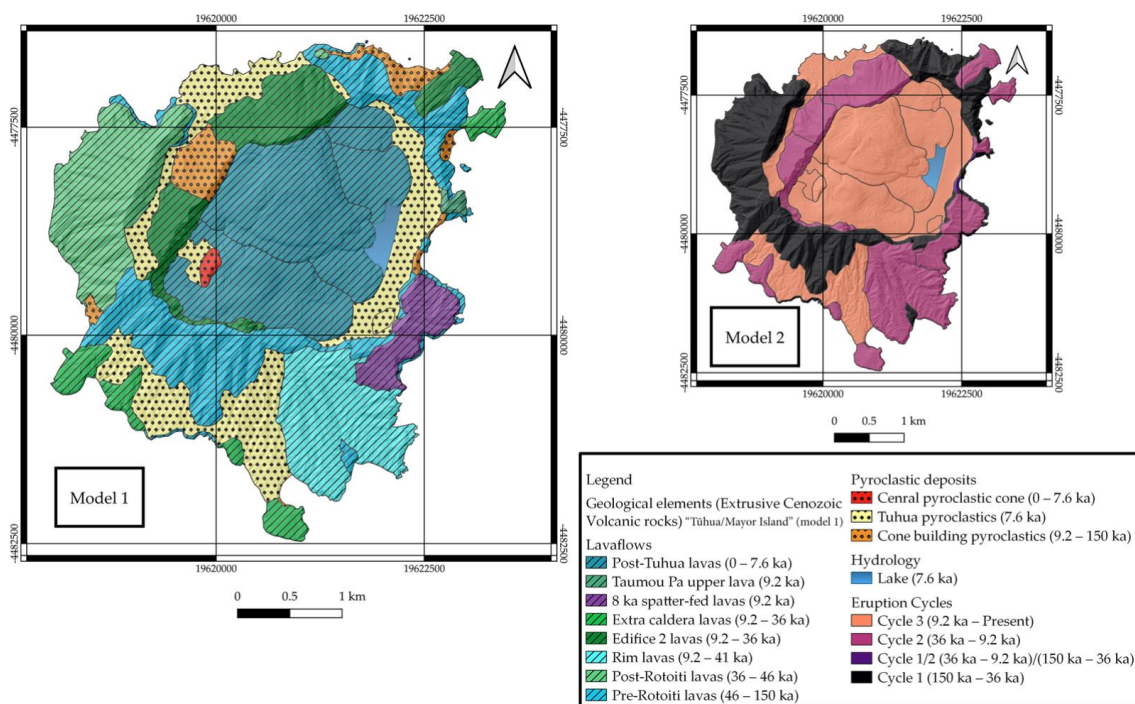 19620000
19622500
-4477500
-4480000
-4482500
Model 1
19620000
19622500
-4477500
-4480000
-4482500
0 0.5 1 km
19620000
19622500
-4477500
-4480000
-4482500
Model 2
19620000
19622500
-4477500
-4480000
-4482500
0 0.5 1 km
Legend
Geological elements (Extrusive Cenozoic
Volcanic rocks) "Tūhua/Mayor Island" (model 1)
Lavaflows
Post-Tuhua lavas (0 – 7.6 ka)
Taumou Pa upper lava (9.2 ka)
8 ka spatter-fed lavas (9.2 ka)
Extra caldera lavas (9.2 – 36 ka)
Edifice 2 lavas (9.2 – 36 ka)
Rim lavas (9.2 – 41 ka)
Post-Rotoiti lavas (36 – 46 ka)
Pre-Rotoiti lavas (46 – 150 ka)
Pyroclastic deposits
Cenral pyroclastic cone (0 – 7.6 ka)
Tuhua pyroclastics (7.6 ka)
Cone building pyroclastics (9.2 – 150 ka)
Hydrology
Lake (7.6 ka)
Eruption Cycles
Cycle 3 (9.2 ka – Present)
Cycle 2 (36 ka – 9.2 ka)
Cycle 1/2 (36 ka – 9.2 ka)/(150 ka – 36 ka)
Cycle 1 (150 ka – 36 ka)